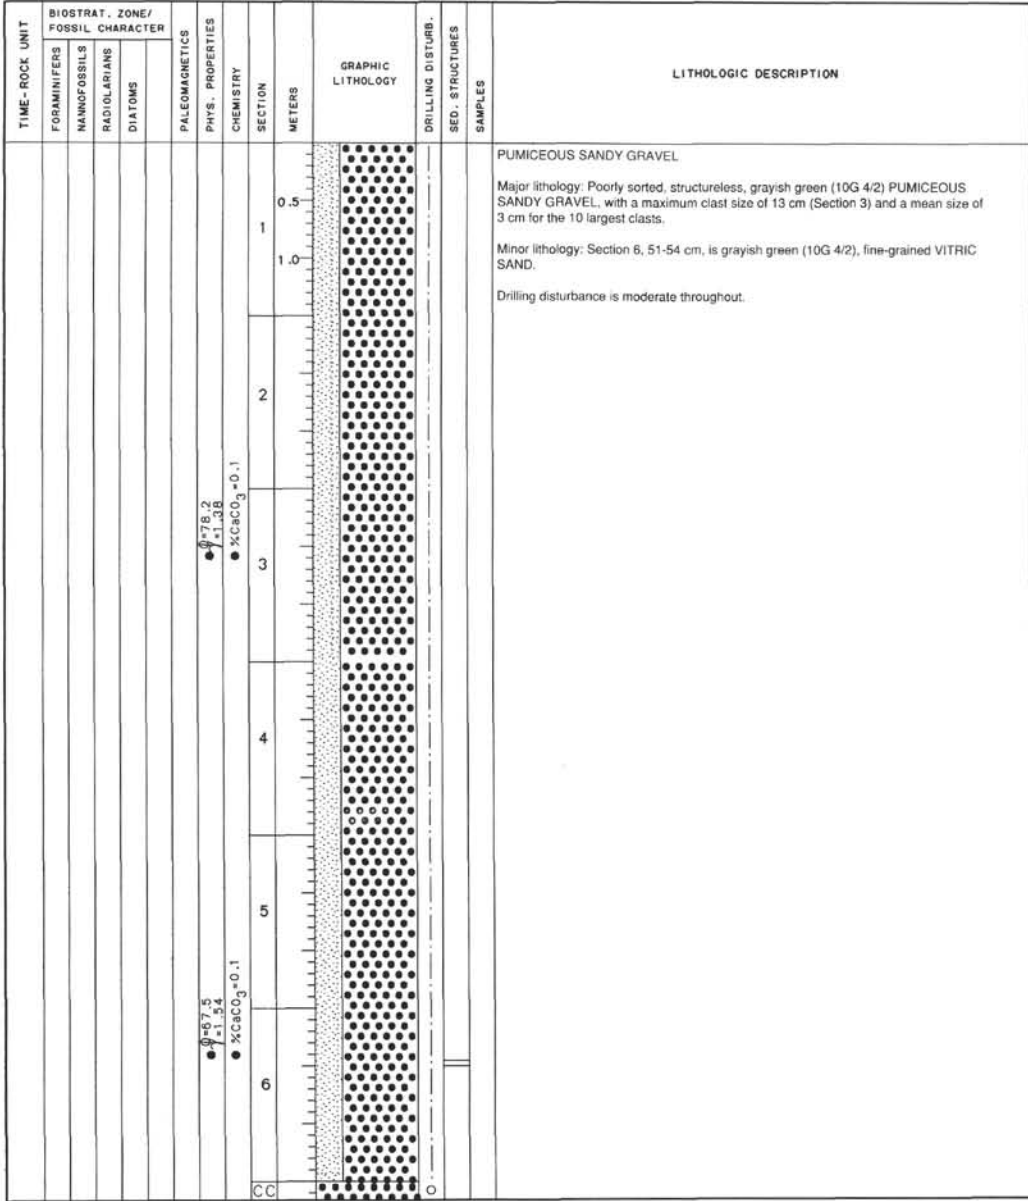 TIME-ROCK UNIT
BIOSTRAT. ZONE/
FOSSIL CHARACTER
FORAMINIFERS
NANNOFOSSILS
RADIOLARIANS
DIATOMS
PALEOMAGNETICS
PHYS. PROPERTIES
CHEMISTRY
SECTION
METERS
GRAPHIC
LITHOLOGY
DRILLING DISTURB.
SED. STRUCTURES
SAMPLES
LITHOLOGIC DESCRIPTION
PUMICEOUS SANDY GRAVEL
Major lithology: Poorly sorted, structureless, grayish green (10G 4/2) PUMICEOUS
SANDY GRAVEL, with a maximum clast size of 13 cm (Section 3) and a mean size of
3 cm for the 10 largest clasts.
Minor lithology: Section 6, 51-54 cm, is grayish green (10G 4/2), fine-grained VITRIC
SAND.
Drilling disturbance is moderate throughout.
0.5
1
1.0
2
=78.2
=1.38
%CaCO₃=0.1
3
4
5
=67.5
=1.54
%CaCO₃=0.1
6
CC